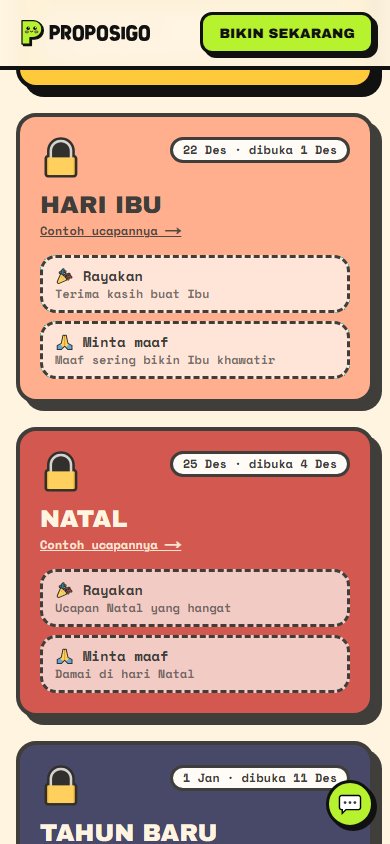 PROPOSIGO
BIKIN SEKARANG
22 Des · dibuka 1 Des
HARI IBU
Contoh ucapannya →
Rayakan
Terima kasih buat Ibu
Minta maaf
Maaf sering bikin Ibu khawatir
25 Des · dibuka 4 Des
NATAL
Contoh ucapannya →
Rayakan
Ucapan Natal yang hangat
Minta maaf
Damai di hari Natal
1 Jan · dibuka 11 Des
TAHUN BARU